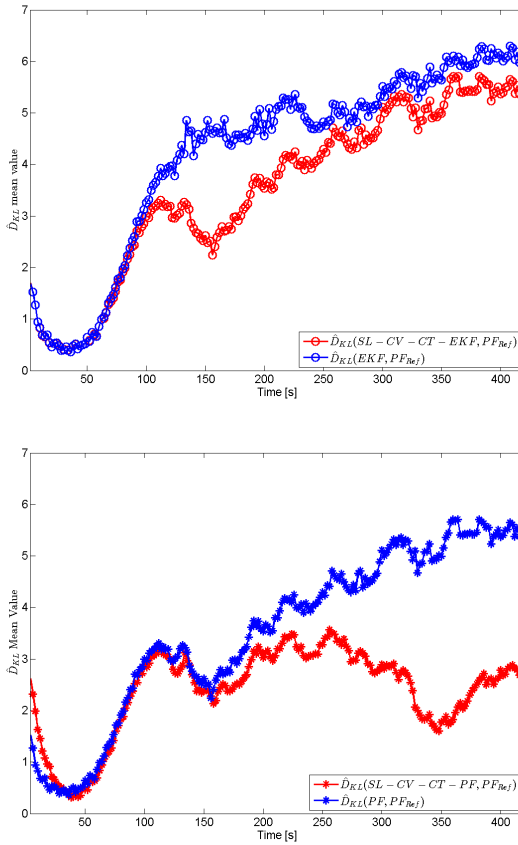 7
6
5
4
3
2
1
0
D̂_KL mean value
50 100 150 200 250 300 350 400
Time [s]
D̂_KL(SL − CV − CT − EKF, PF_Ref)
D̂_KL(EKF, PF_Ref)
7
6
5
4
3
2
1
0
D̂_KL Mean Value
50 100 150 200 250 300 350 400
Time [s]
D̂_KL(SL − CV − CT − PF, PF_Ref)
D̂_KL(PF, PF_Ref)